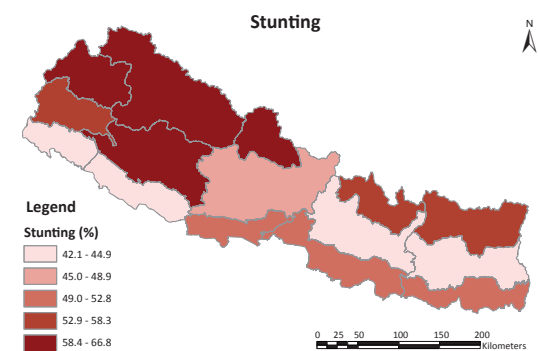 Stunting
N
Legend
Stunting (%)
42.1 - 44.9
45.0 - 48.9
49.0 - 52.8
52.9 - 58.3
58.4 - 66.8
0 25 50 100 150 200
Kilometers